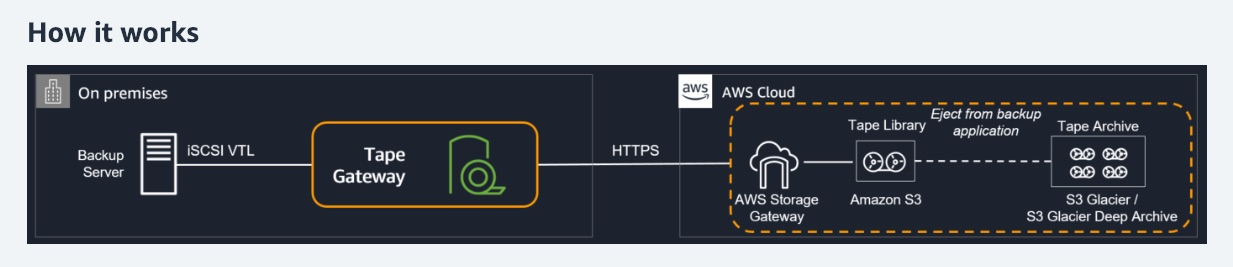 How it works
On premises
Backup
Server
iSCSI VTL
Tape
Gateway
HTTPS
aws
AWS Cloud
AWS Storage
Gateway
Tape Library
Amazon S3
Eject from backup
application
Tape Archive
S3 Glacier /
S3 Glacier Deep Archive